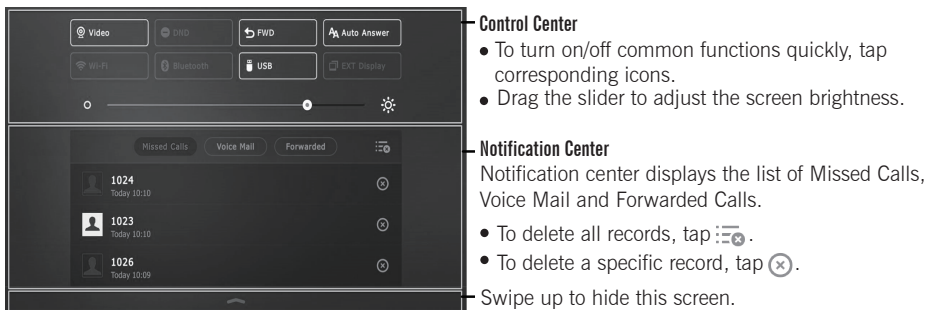 Video
DND
FWD
Auto Answer
Wi-Fi
Bluetooth
USB
EXT Display
Missed Calls
Voice Mail
Forwarded
1024
Today 10:10
1023
Today 10:10
1026
Today 10:09
Control Center
• To turn on/off common functions quickly, tap
corresponding icons.
• Drag the slider to adjust the screen brightness.
Notification Center
Notification center displays the list of Missed Calls,
Voice Mail and Forwarded Calls.
• To delete all records, tap .
• To delete a specific record, tap .
Swipe up to hide this screen.